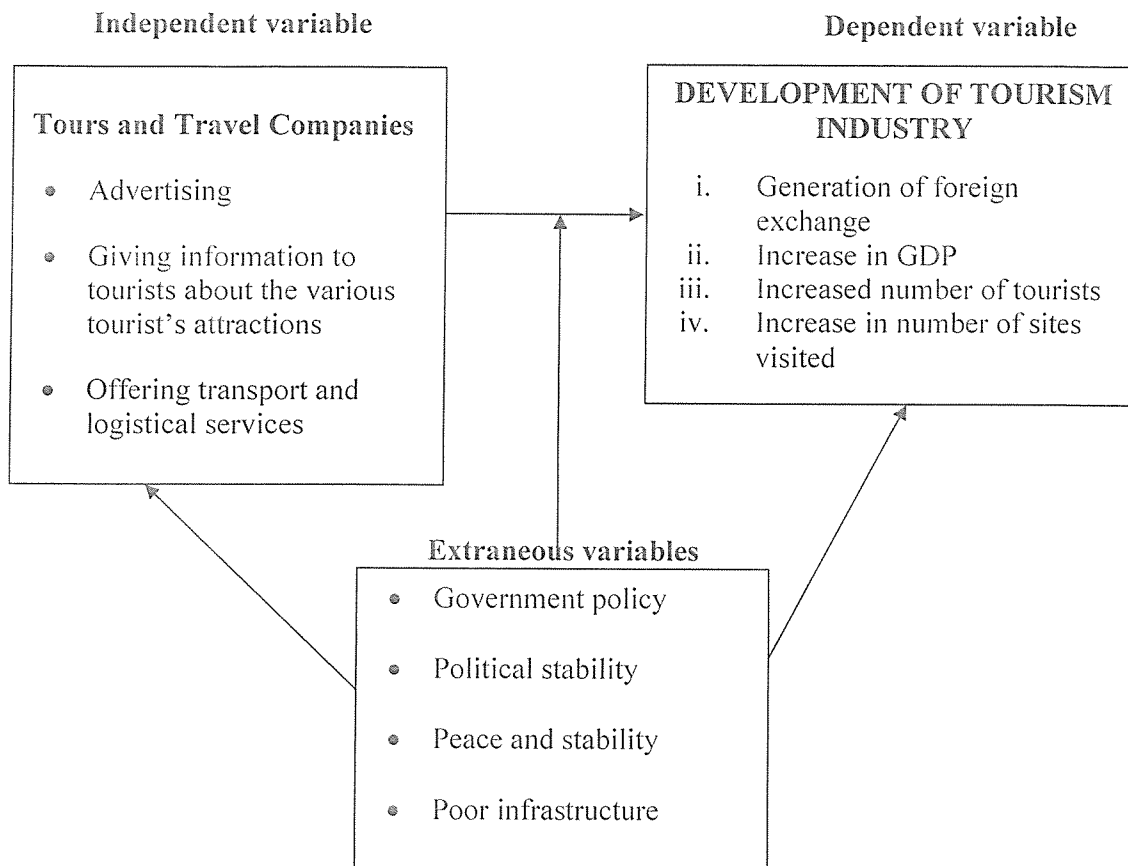 Independent variable
Dependent variable
Tours and Travel Companies
• Advertising
• Giving information to
tourists about the various
tourist's attractions
• Offering transport and
logistical services
DEVELOPMENT OF TOURISM
INDUSTRY
i. Generation of foreign
exchange
ii. Increase in GDP
iii. Increased number of tourists
iv. Increase in number of sites
visited
Extraneous variables
• Government policy
• Political stability
• Peace and stability
• Poor infrastructure